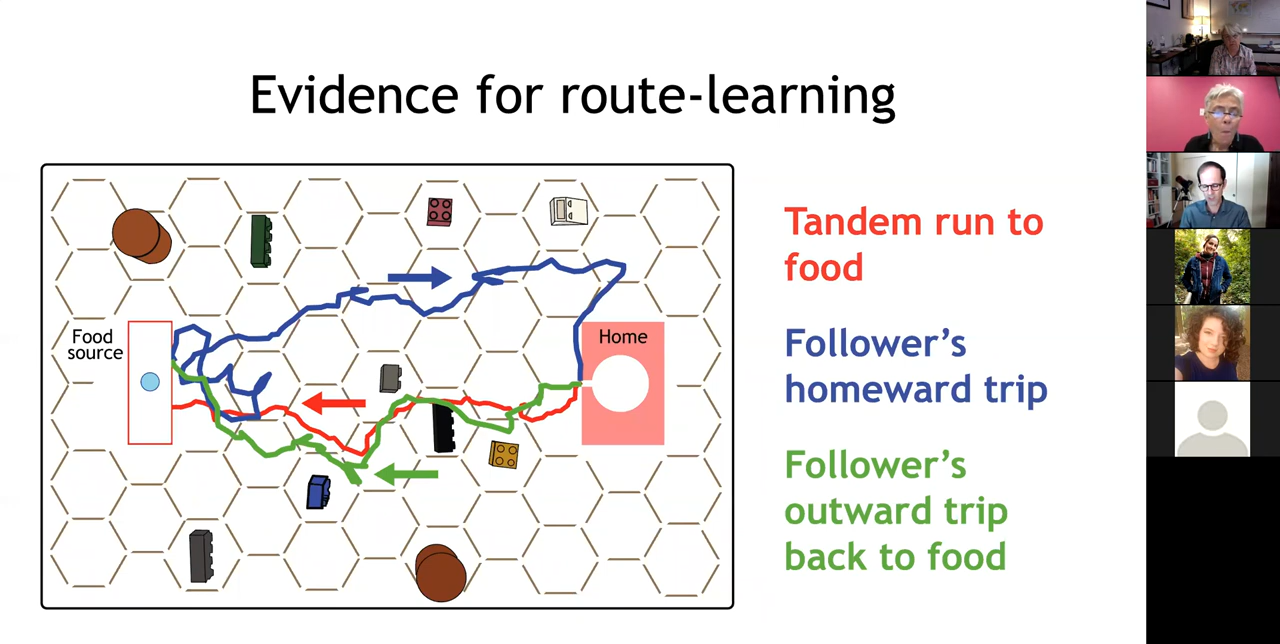 Evidence for route-learning
Food
source
Home
Tandem run to
food
Follower’s
homeward trip
Follower’s
outward trip
back to food